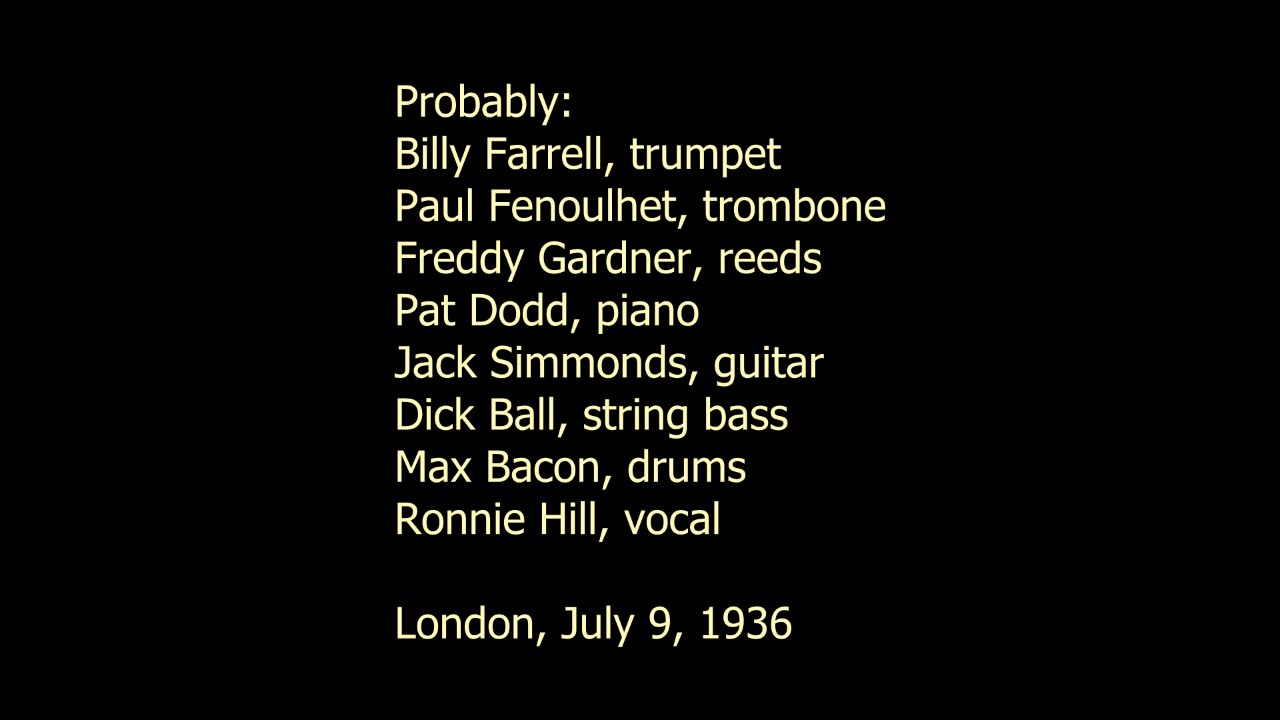 Probably:
Billy Farrell, trumpet
Paul Fenoulhet, trombone
Freddy Gardner, reeds
Pat Dodd, piano
Jack Simmonds, guitar
Dick Ball, string bass
Max Bacon, drums
Ronnie Hill, vocal
London, July 9, 1936